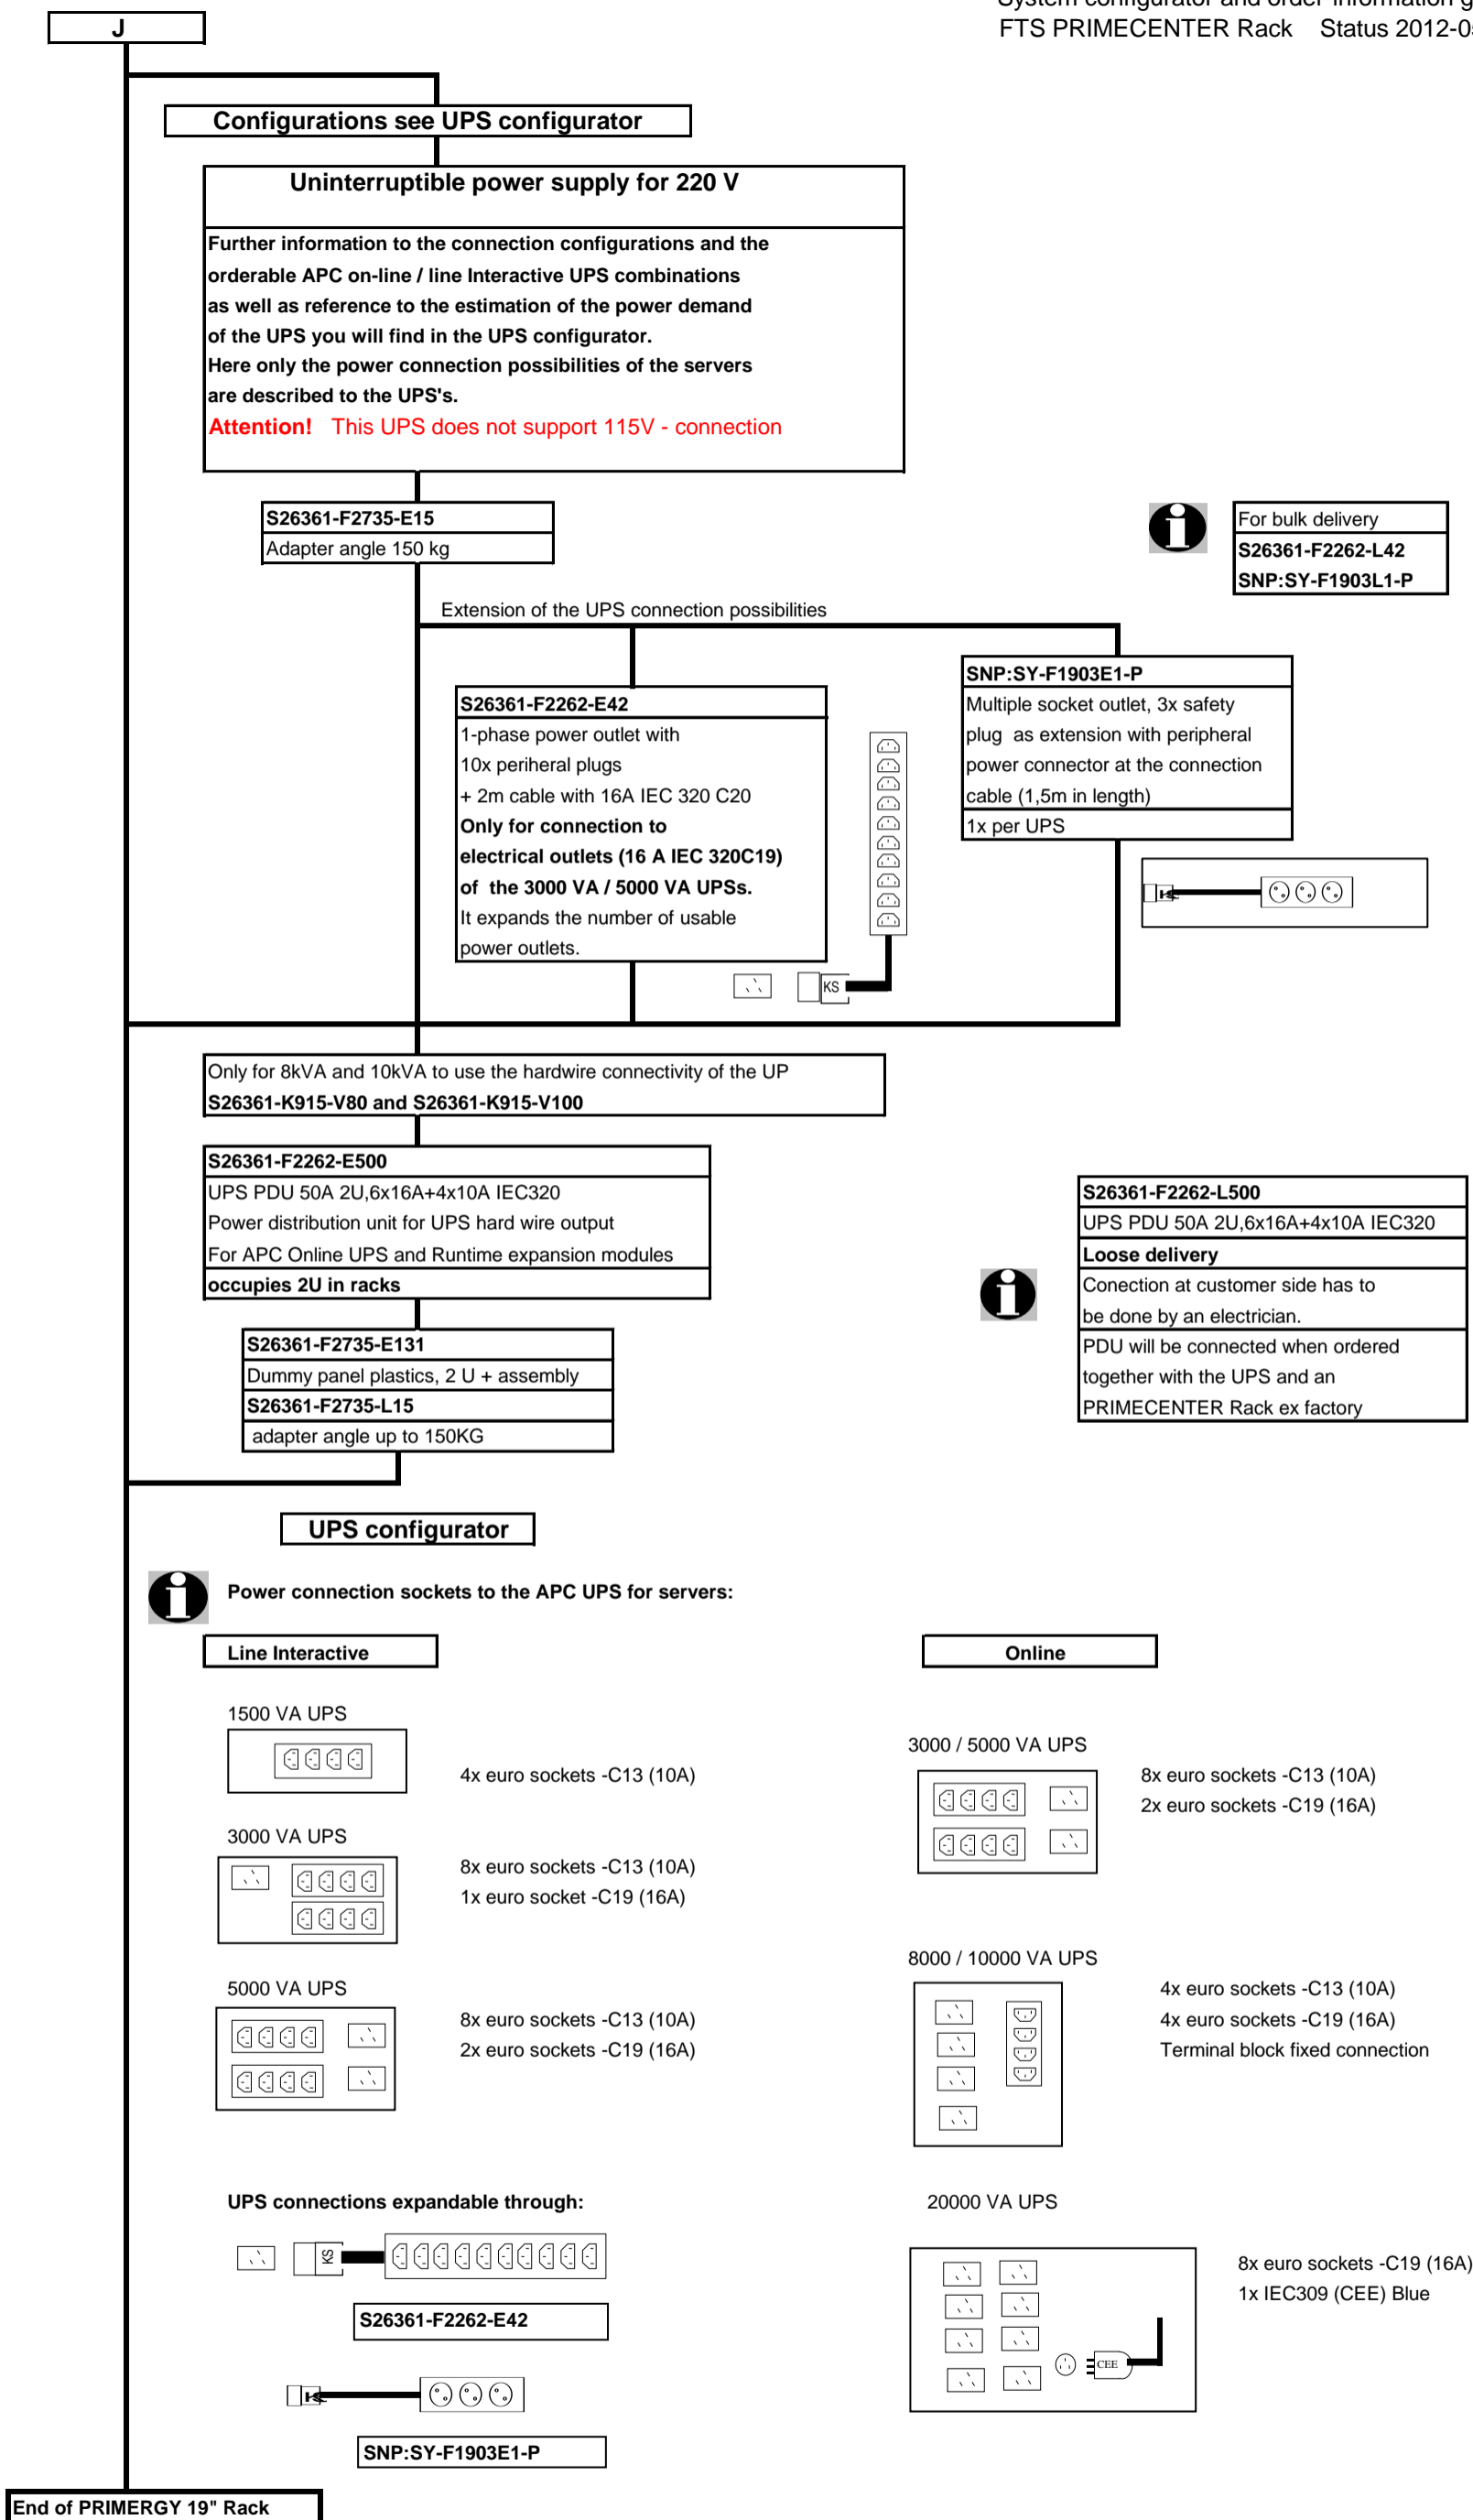 System configurator and order information g
FTS PRIMECENTER Rack Status 2012-05
J
Configurations see UPS configurator
Uninterruptible power supply for 220 V
Further information to the connection configurations and the
orderable APC on-line / line Interactive UPS combinations
as well as reference to the estimation of the power demand
of the UPS you will find in the UPS configurator.
Here only the power connection possibilities of the servers
are described to the UPS's.
Attention! This UPS does not support 115V - connection
S26361-F2735-E15
Adapter angle 150 kg
For bulk delivery
S26361-F2262-L42
SNP:SY-F1903L1-P
Extension of the UPS connection possibilities
S26361-F2262-E42
1-phase power outlet with
10x periheral plugs
+ 2m cable with 16A IEC 320 C20
Only for connection to
electrical outlets (16 A IEC 320C19)
of the 3000 VA / 5000 VA UPSs.
It expands the number of usable
power outlets.
KS
SNP:SY-F1903E1-P
Multiple socket outlet, 3x safety
plug as extension with peripheral
power connector at the connection
cable (1,5m in length)
1x per UPS
Only for 8kVA and 10kVA to use the hardwire connectivity of the UP
S26361-K915-V80 and S26361-K915-V100
S26361-F2262-E500
UPS PDU 50A 2U,6x16A+4x10A IEC320
Power distribution unit for UPS hard wire output
For APC Online UPS and Runtime expansion modules
occupies 2U in racks
S26361-F2262-L500
UPS PDU 50A 2U,6x16A+4x10A IEC320
Loose delivery
Conection at customer side has to
be done by an electrician.
PDU will be connected when ordered
together with the UPS and an
PRIMECENTER Rack ex factory
S26361-F2735-E131
Dummy panel plastics, 2 U + assembly
S26361-F2735-L15
adapter angle up to 150KG
UPS configurator
Power connection sockets to the APC UPS for servers:
Line Interactive
1500 VA UPS
4x euro sockets -C13 (10A)
3000 VA UPS
8x euro sockets -C13 (10A)
1x euro socket -C19 (16A)
5000 VA UPS
8x euro sockets -C13 (10A)
2x euro sockets -C19 (16A)
Online
3000 / 5000 VA UPS
8x euro sockets -C13 (10A)
2x euro sockets -C19 (16A)
8000 / 10000 VA UPS
4x euro sockets -C13 (10A)
4x euro sockets -C19 (16A)
Terminal block fixed connection
20000 VA UPS
8x euro sockets -C19 (16A)
1x IEC309 (CEE) Blue
CEE
UPS connections expandable through:
KS
S26361-F2262-E42
SNP:SY-F1903E1-P
End of PRIMERGY 19" Rack